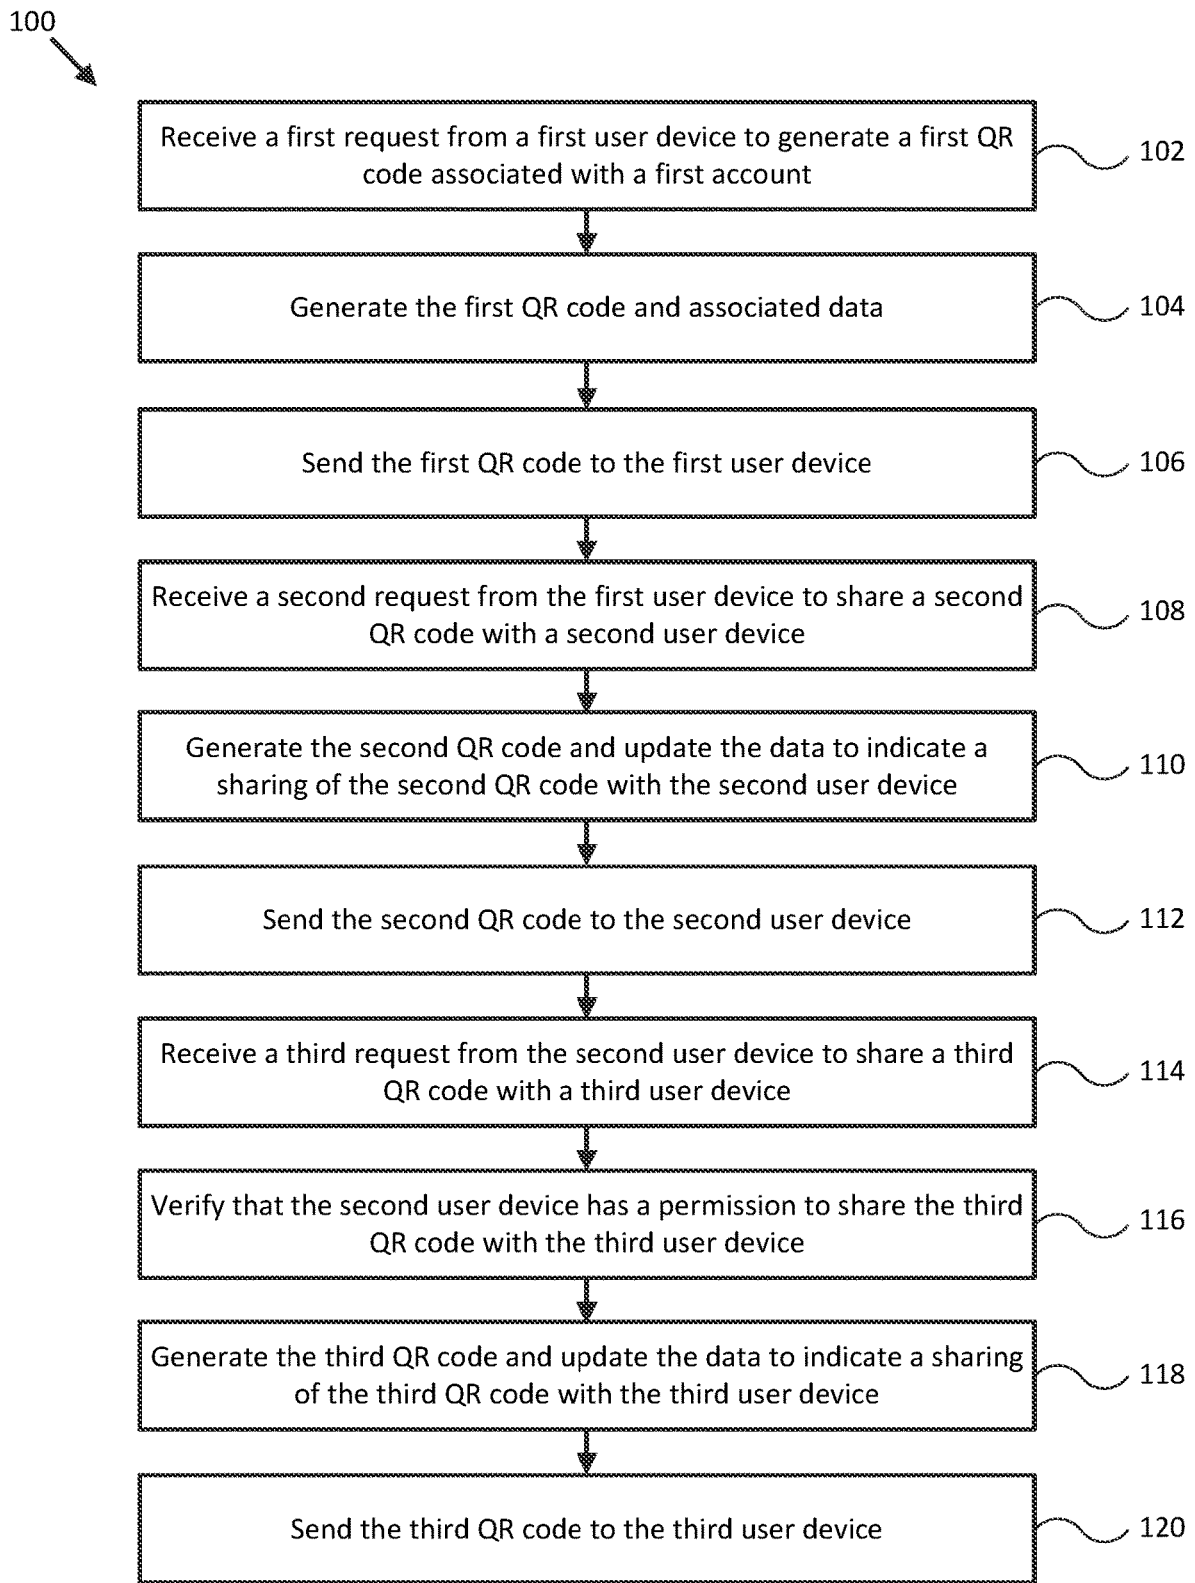 100
Receive a first request from a first user device to generate a first QR
code associated with a first account
102
Generate the first QR code and associated data
104
Send the first QR code to the first user device
106
Receive a second request from the first user device to share a second
QR code with a second user device
108
Generate the second QR code and update the data to indicate a
sharing of the second QR code with the second user device
110
Send the second QR code to the second user device
112
Receive a third request from the second user device to share a third
QR code with a third user device
114
Verify that the second user device has a permission to share the third
QR code with the third user device
116
Generate the third QR code and update the data to indicate a sharing
of the third QR code with the third user device
118
Send the third QR code to the third user device
120